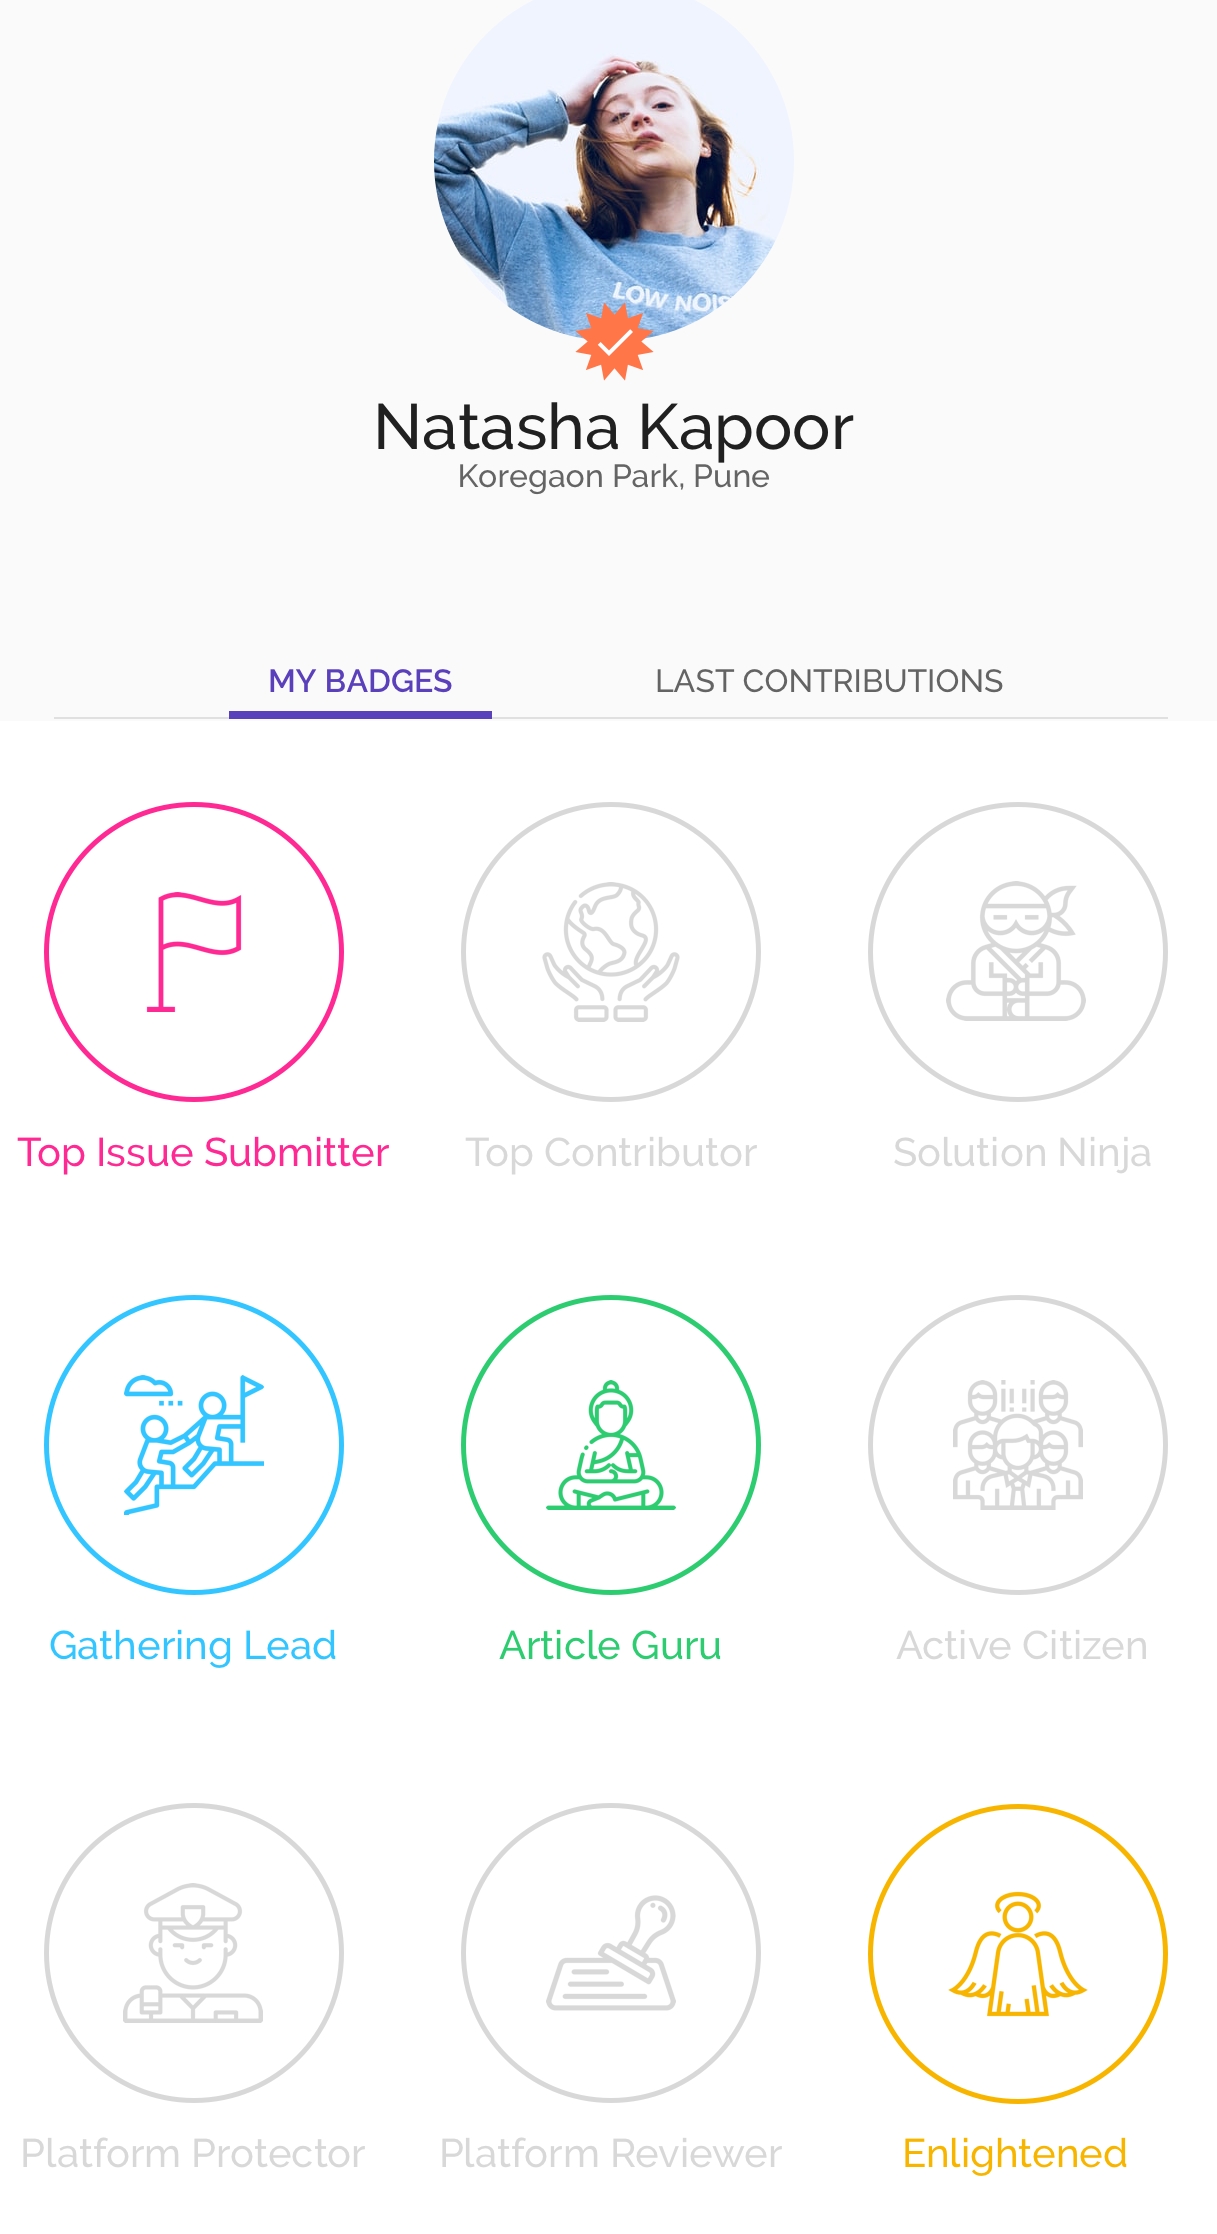 LOW NOIS
Natasha Kapoor
Koregaon Park, Pune
MY BADGES
LAST CONTRIBUTIONS
Top Issue Submitter
Top Contributor
Solution Ninja
Gathering Lead
Article Guru
Active Citizen
Platform Protector
Platform Reviewer
Enlightened